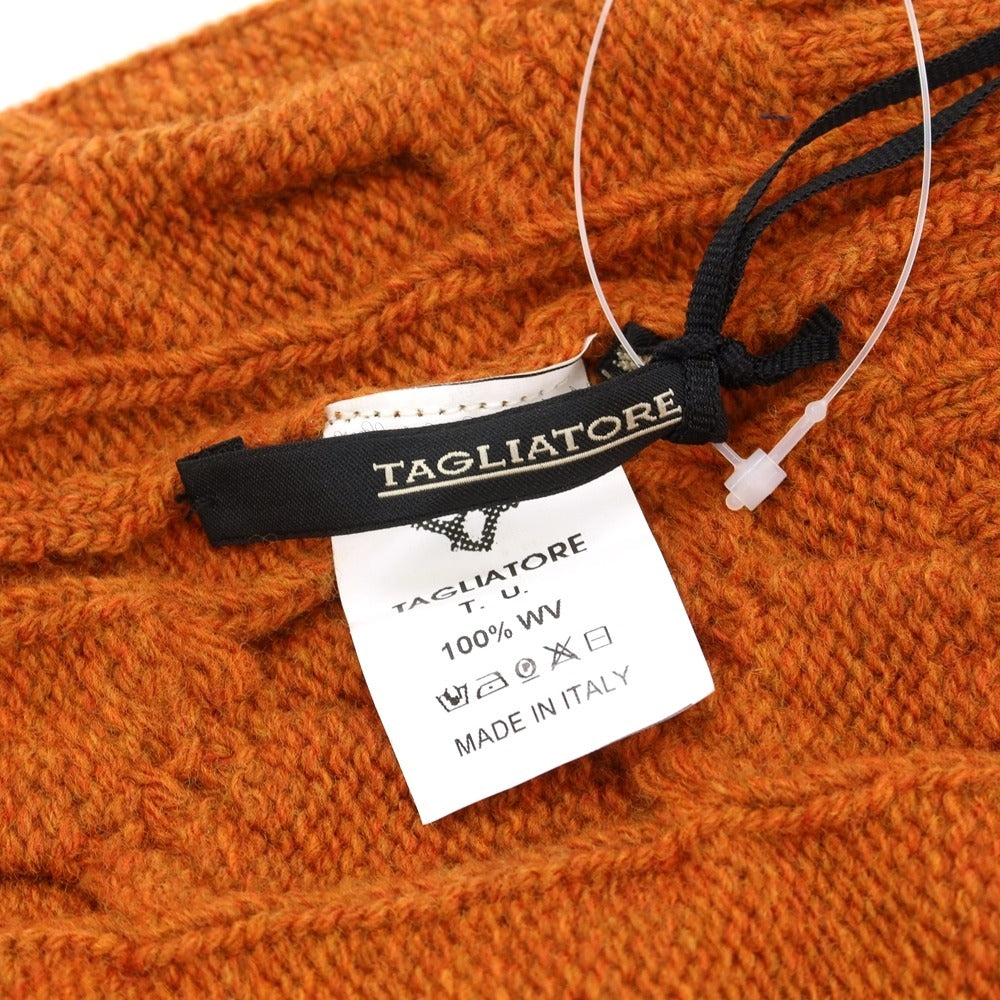 TAGLIATORE
TAGLIATORE
T. U.
100% WV
P
MADE IN ITALY